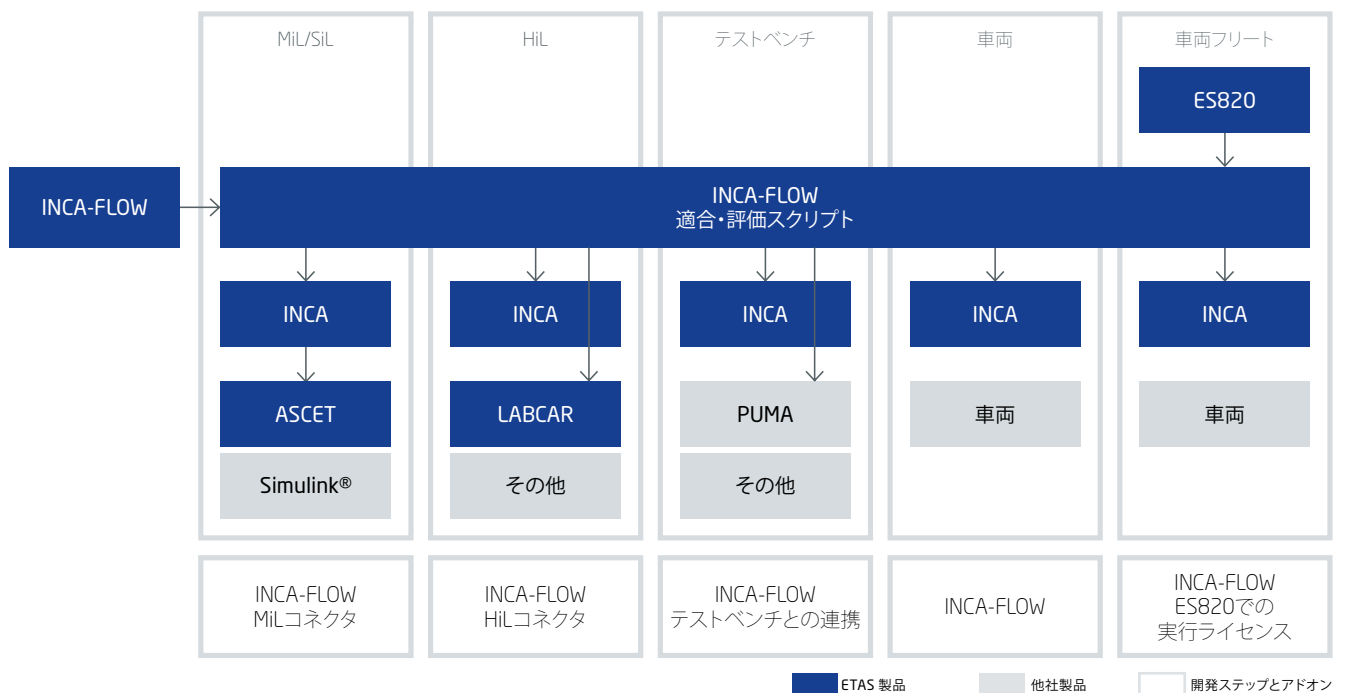 MiL/SiL
HiL
テストベンチ
車両
車両フリート
ES820
INCA-FLOW
INCA-FLOW
適合・評価スクリプト
INCA
INCA
INCA
INCA
INCA
ASCET
LABCAR
PUMA
車両
車両
Simulink®
その他
その他
INCA-FLOW
MiLコネクタ
INCA-FLOW
HiLコネクタ
INCA-FLOW
テストベンチとの連携
INCA-FLOW
INCA-FLOW
ES820での
実行ライセンス
ETAS 製品
他社製品
開発ステップとアドオン